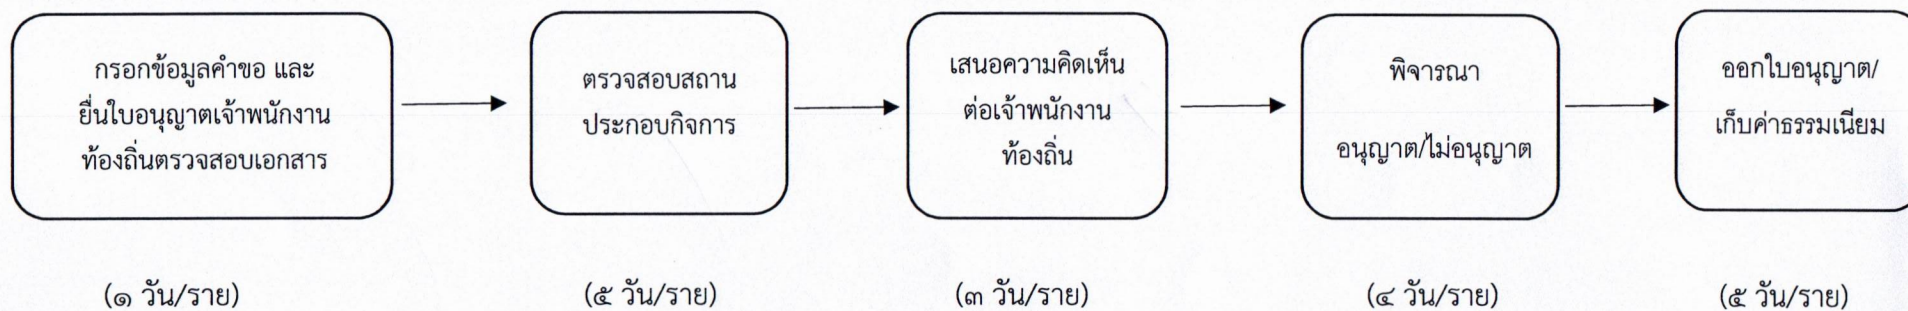 กรอกข้อมูลคำขอ และ
ยื่นใบอนุญาตเจ้าพนักงาน
ท้องถิ่นตรวจสอบเอกสาร
ตรวจสอบสถาน
ประกอบกิจการ
เสนอความคิดเห็น
ต่อเจ้าพนักงาน
ท้องถิ่น
พิจารณา
อนุญาต/ไม่อนุญาต
ออกใบอนุญาต/
เก็บค่าธรรมเนียม
(๑ วัน/ราย)
(๕ วัน/ราย)
(๓ วัน/ราย)
(๔ วัน/ราย)
(๕ วัน/ราย)